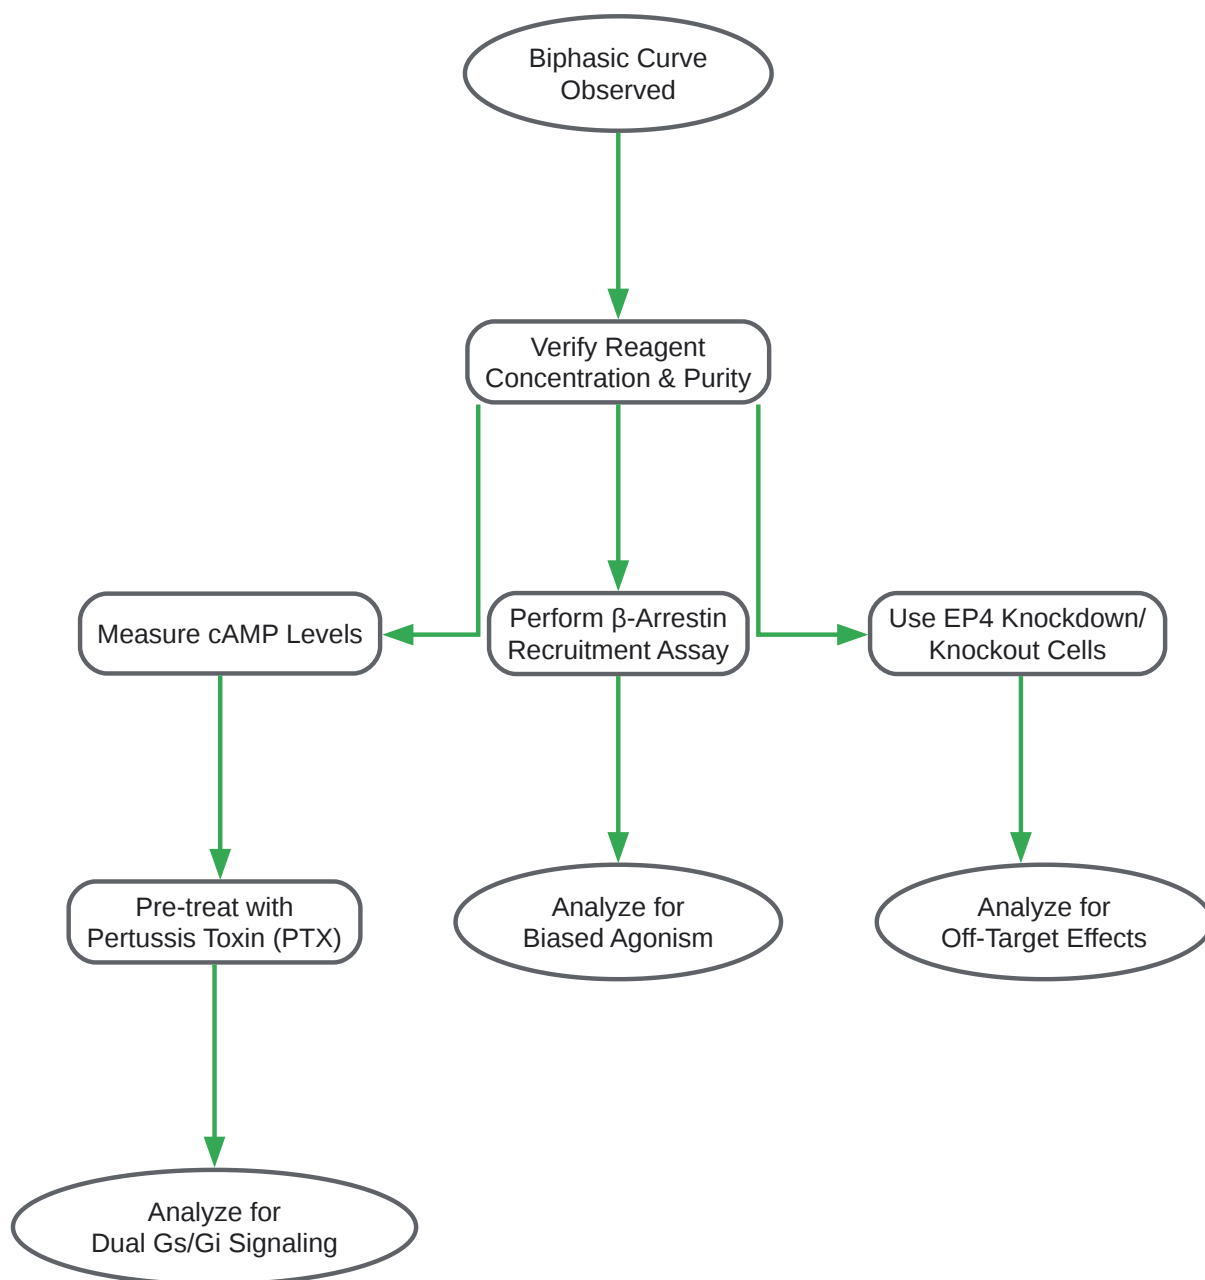 Biphasic Curve
Observed
Verify Reagent
Concentration & Purity
Measure cAMP Levels
Perform β-Arrestin
Recruitment Assay
Use EP4 Knockdown/
Knockout Cells
Pre-treat with
Pertussis Toxin (PTX)
Analyze for
Biased Agonism
Analyze for
Off-Target Effects
Analyze for
Dual Gs/Gi Signaling